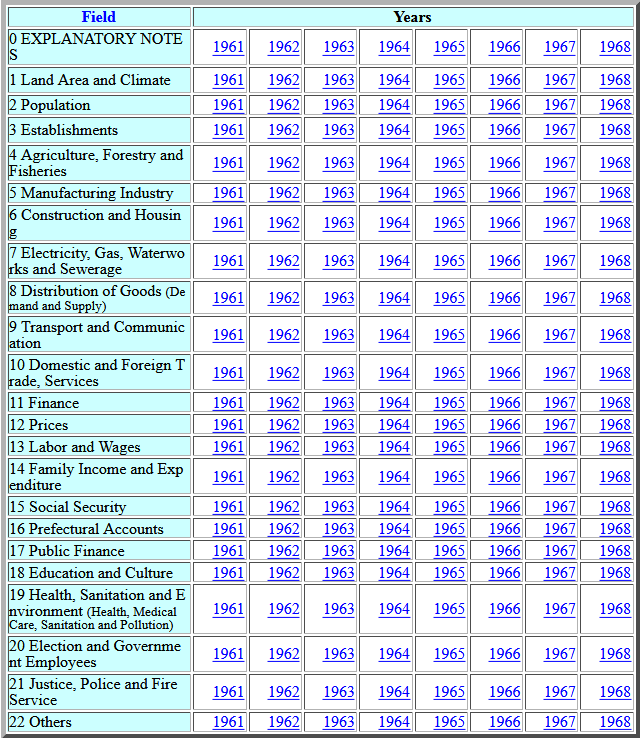 Field Years
0 EXPLANATORY NOTE
S 1961 1962 1963 1964 1965 1966 1967 1968
1 Land Area and Climate 1961 1962 1963 1964 1965 1966 1967 1968
2 Population 1961 1962 1963 1964 1965 1966 1967 1968
3 Establishments 1961 1962 1963 1964 1965 1966 1967 1968
4 Agriculture, Forestry and
Fisheries 1961 1962 1963 1964 1965 1966 1967 1968
5 Manufacturing Industry 1961 1962 1963 1964 1965 1966 1967 1968
6 Construction and Housin
g 1961 1962 1963 1964 1965 1966 1967 1968
7 Electricity, Gas, Waterwo
rks and Sewerage 1961 1962 1963 1964 1965 1966 1967 1968
8 Distribution of Goods (De
mand and Supply) 1961 1962 1963 1964 1965 1966 1967 1968
9 Transport and Communic
ation 1961 1962 1963 1964 1965 1966 1967 1968
10 Domestic and Foreign T
rade, Services 1961 1962 1963 1964 1965 1966 1967 1968
11 Finance 1961 1962 1963 1964 1965 1966 1967 1968
12 Prices 1961 1962 1963 1964 1965 1966 1967 1968
13 Labor and Wages 1961 1962 1963 1964 1965 1966 1967 1968
14 Family Income and Exp
enditure 1961 1962 1963 1964 1965 1966 1967 1968
15 Social Security 1961 1962 1963 1964 1965 1966 1967 1968
16 Prefectural Accounts 1961 1962 1963 1964 1965 1966 1967 1968
17 Public Finance 1961 1962 1963 1964 1965 1966 1967 1968
18 Education and Culture 1961 1962 1963 1964 1965 1966 1967 1968
19 Health, Sanitation and E
nvironment (Health, Medical
Care, Sanitation and Pollution) 1961 1962 1963 1964 1965 1966 1967 1968
20 Election and Governme
nt Employees 1961 1962 1963 1964 1965 1966 1967 1968
21 Justice, Police and Fire
Service 1961 1962 1963 1964 1965 1966 1967 1968
22 Others 1961 1962 1963 1964 1965 1966 1967 1968